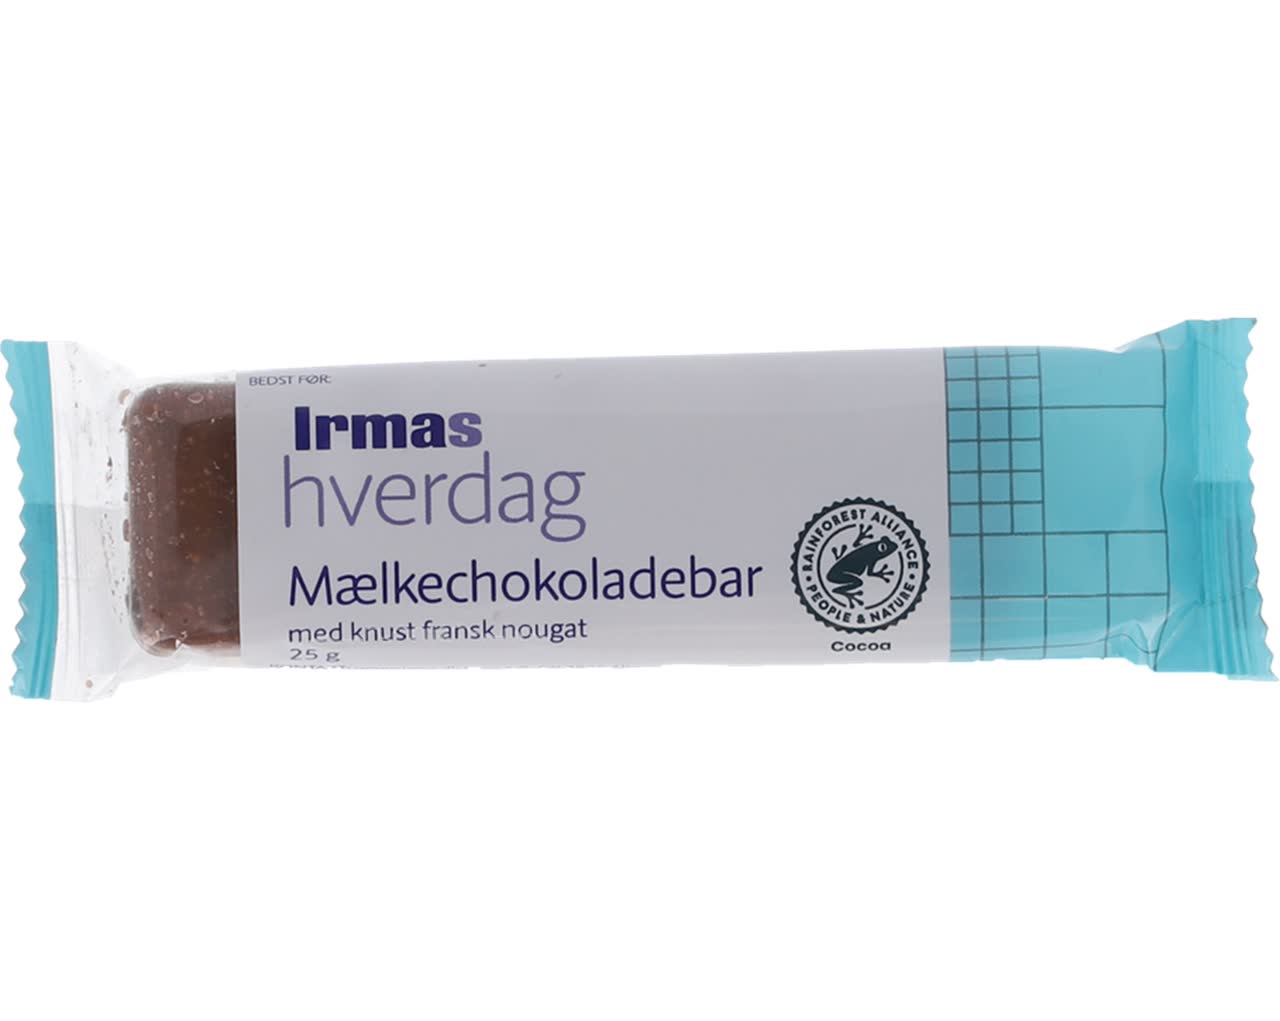 BEDST FØR:
Irmas
hverdag
Mælkechokoladebar
med knust fransk nougat
25 g
RAINFOREST ALLIANCE
PEOPLE & NATURE
Cocoa